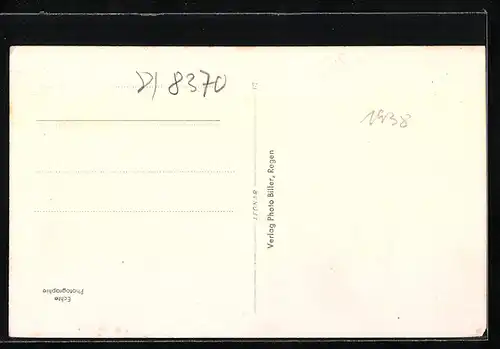 D/ 8370
1938
Verlag Photo Biller, Regen
Echte
Photographie